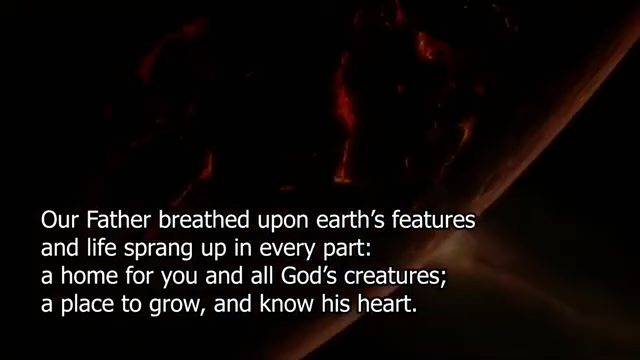 Our Father breathed upon earth’s features
and life sprang up in every part:
a home for you and all God’s creatures;
a place to grow, and know his heart.